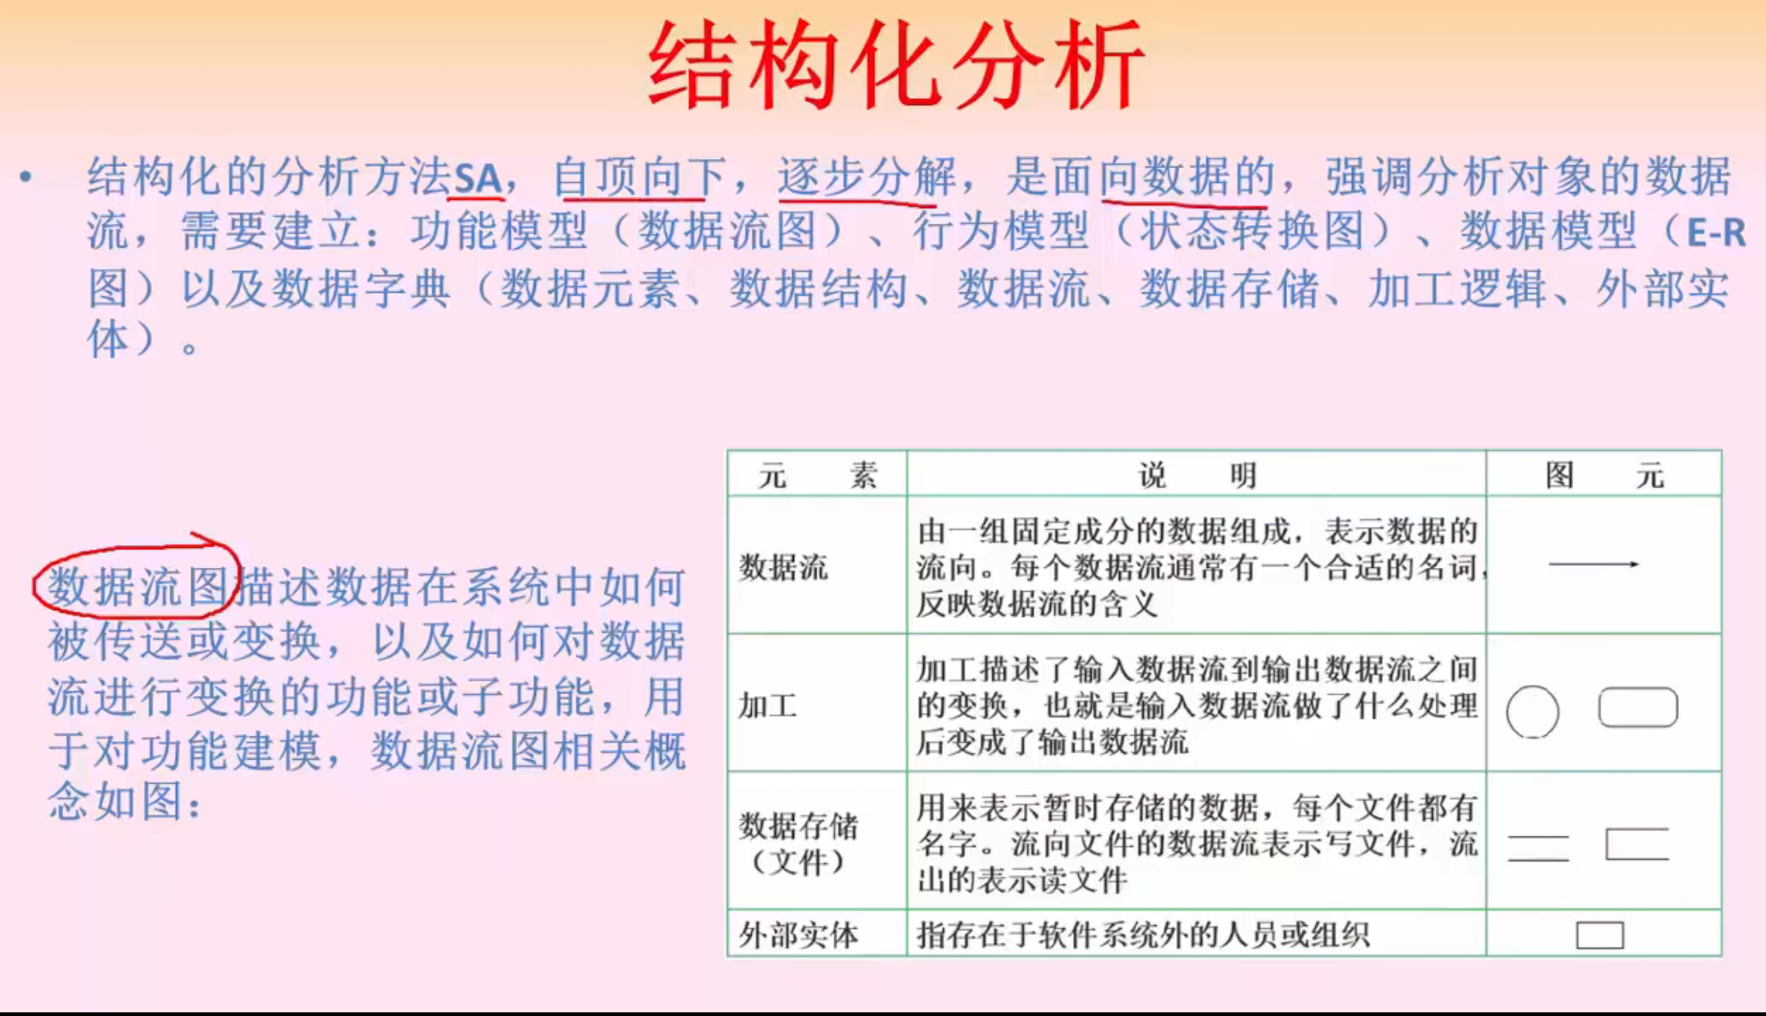 结构化分析
• 结构化的分析方法SA，自顶向下，逐步分解，是面向数据的，强调分析对象的数据
流，需要建立：功能模型（数据流图）、行为模型（状态转换图）、数据模型（E-R
图）以及数据字典（数据元素、数据结构、数据流、数据存储、加工逻辑、外部实
体）。
数据流图描述数据在系统中如何
被传送或变换，以及如何对数据
流进行变换的功能或子功能，用
于对功能建模，数据流图相关概
念如图：
元 素 说 明 图 元
数据流
由一组固定成分的数据组成，表示数据的
流向。每个数据流通常有一个合适的名词，
反映数据流的含义
加工
加工描述了输入数据流到输出数据流之间
的变换，也就是输入数据流做了什么处理
后变成了输出数据流
数据存储
（文件）
用来表示暂时存储的数据，每个文件都有
名字。流向文件的数据流表示写文件，流
出的表示读文件
外部实体
指存在于软件系统外的人员或组织